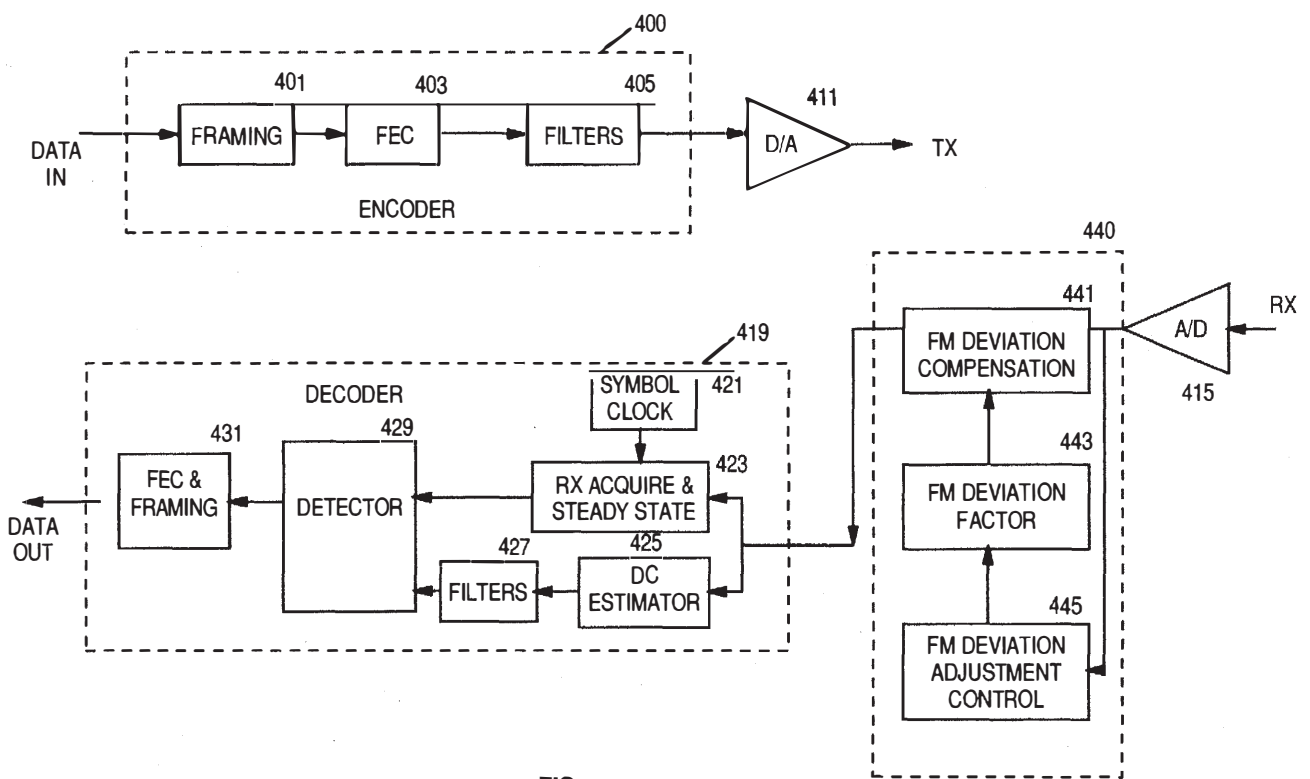 400
401
403
405
411
DATA
IN
FRAMING
FEC
FILTERS
D/A
TX
ENCODER
440
441
FM DEVIATION
COMPENSATION
A/D
RX
415
419
DECODER
SYMBOL
CLOCK
421
431
429
423
443
FEC &
FRAMING
DETECTOR
RX ACQUIRE &
STEADY STATE
FM DEVIATION
FACTOR
DATA
OUT
427
425
FILTERS
DC
ESTIMATOR
445
FM DEVIATION
ADJUSTMENT
CONTROL
FIG